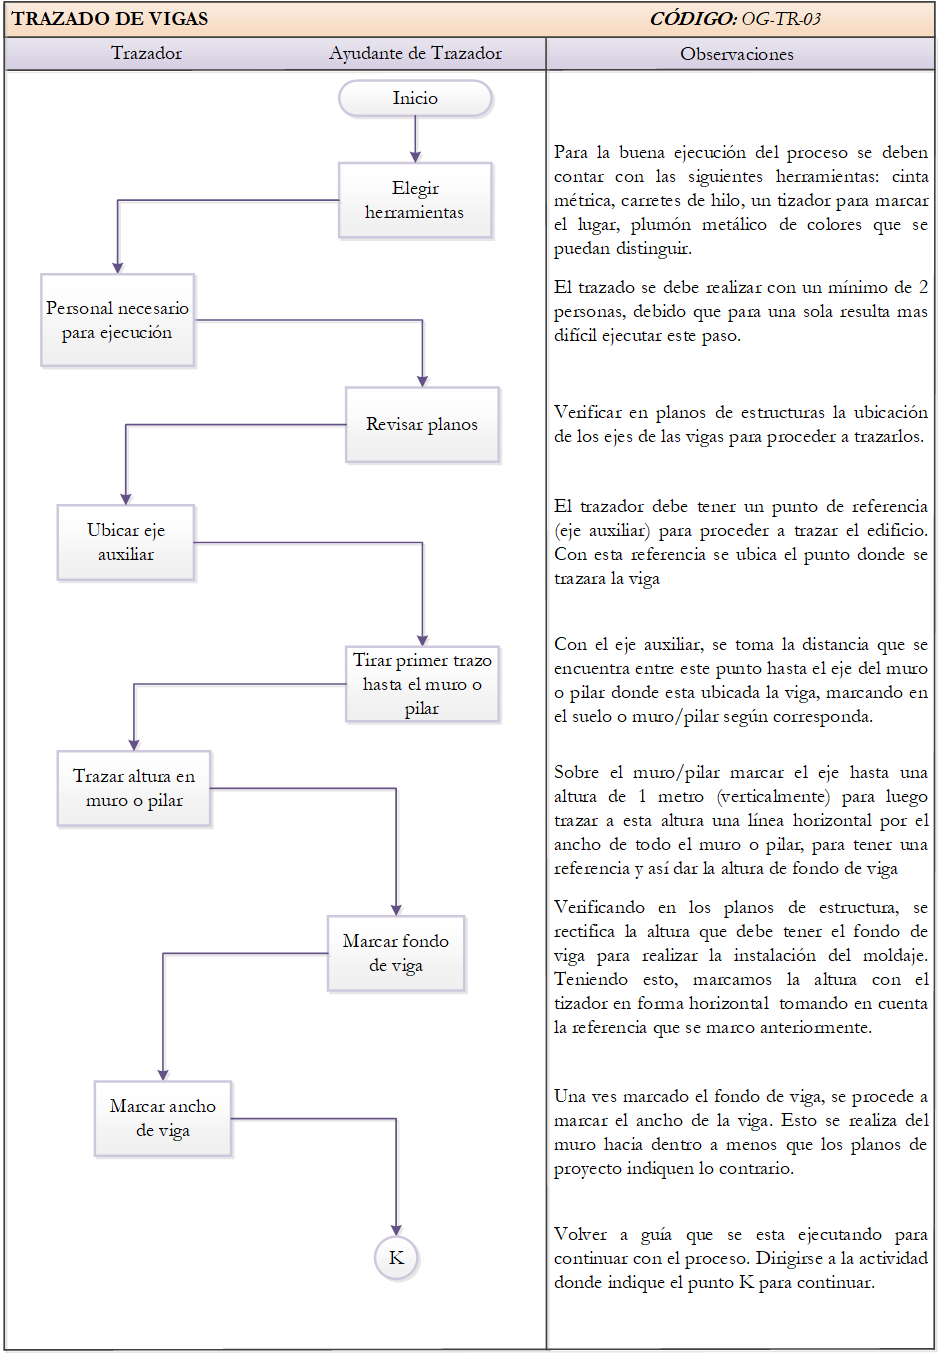 TRAZADO DE VIGAS
CÓDIGO: OG-TR-03
Trazador
Ayudante de Trazador
Observaciones
Inicio
Elegir
herramientas
Para la buena ejecución del proceso se deben
contar con las siguientes herramientas: cinta
métrica, carretes de hilo, un tizador para marcar
el lugar, plumón metálico de colores que se
puedan distinguir.
Personal necesario
para ejecución
El trazado se debe realizar con un mínimo de 2
personas, debido que para una sola resulta mas
difícil ejecutar este paso.
Revisar planos
Verificar en planos de estructuras la ubicación
de los ejes de las vigas para proceder a trazarlos.
Ubicar eje
auxiliar
El trazador debe tener un punto de referencia
(eje auxiliar) para proceder a trazar el edificio.
Con esta referencia se ubica el punto donde se
trazara la viga
Tirar primer trazo
hasta el muro o
pilar
Con el eje auxiliar, se toma la distancia que se
encuentra entre este punto hasta el eje del muro
o pilar donde esta ubicada la viga, marcando en
el suelo o muro/pilar según corresponda.
Trazar altura en
muro o pilar
Sobre el muro/pilar marcar el eje hasta una
altura de 1 metro (verticalmente) para luego
trazar a esta altura una línea horizontal por el
ancho de todo el muro o pilar, para tener una
referencia y así dar la altura de fondo de viga
Marcar fondo
de viga
Verificando en los planos de estructura, se
rectifica la altura que debe tener el fondo de
viga para realizar la instalación del moldaje.
Teniendo esto, marcamos la altura con el
tizador en forma horizontal tomando en cuenta
la referencia que se marco anteriormente.
Marcar ancho
de viga
Una ves marcado el fondo de viga, se procede a
marcar el ancho de la viga. Esto se realiza del
muro hacia dentro a menos que los planos de
proyecto indiquen lo contrario.
K
Volver a guía que se esta ejecutando para
continuar con el proceso. Dirigirse a la actividad
donde indique el punto K para continuar.